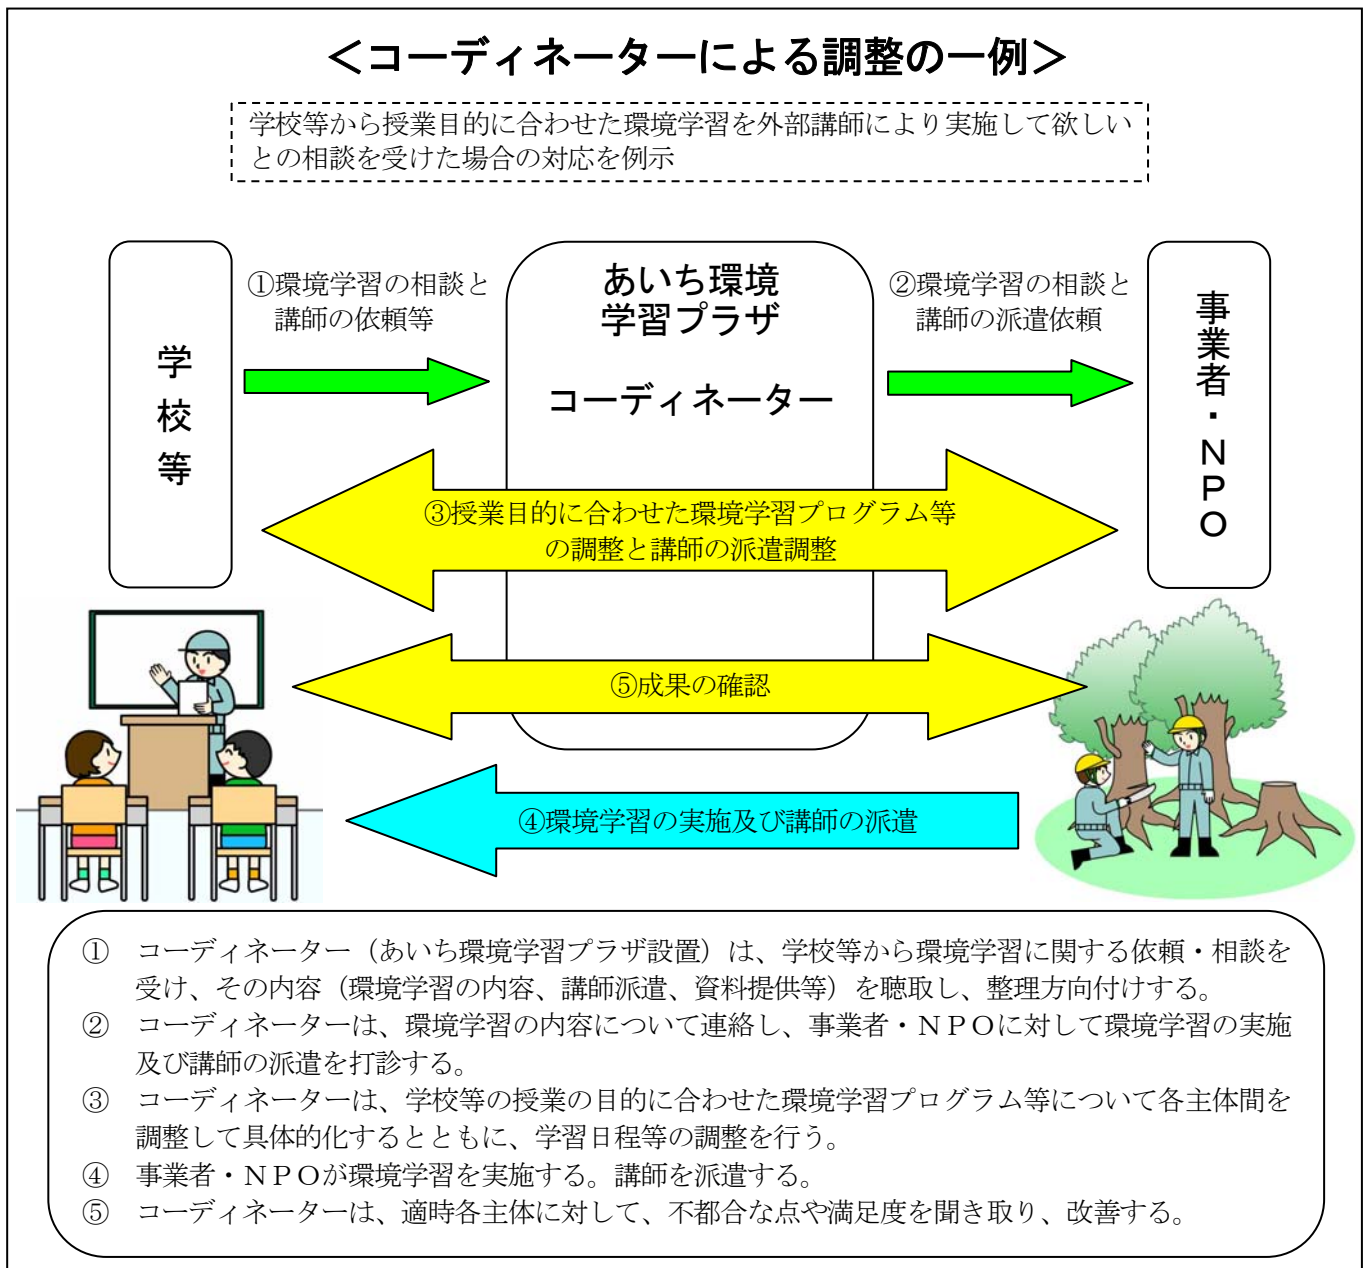 ＜コーディネーターによる調整の一例＞
学校等から授業目的に合わせた環境学習を外部講師により実施して欲しい
との相談を受けた場合の対応を例示
学校等
①環境学習の相談と
講師の依頼等
あいち環境
学習プラザ
コーディネーター
②環境学習の相談と
講師の派遣依頼
事業者・ＮＰＯ
③授業目的に合わせた環境学習プログラム等
の調整と講師の派遣調整
⑤成果の確認
④環境学習の実施及び講師の派遣
①　コーディネーター（あいち環境学習プラザ設置）は、学校等から環境学習に関する依頼・相談を
受け、その内容（環境学習の内容、講師派遣、資料提供等）を聴取し、整理方向付けする。
②　コーディネーターは、環境学習の内容について連絡し、事業者・ＮＰＯに対して環境学習の実施
及び講師の派遣を打診する。
③　コーディネーターは、学校等の授業の目的に合わせた環境学習プログラム等について各主体間を
調整して具体的化するとともに、学習日程等の調整を行う。
④　事業者・ＮＰＯが環境学習を実施する。講師を派遣する。
⑤　コーディネーターは、適時各主体に対して、不都合な点や満足度を聞き取り、改善する。